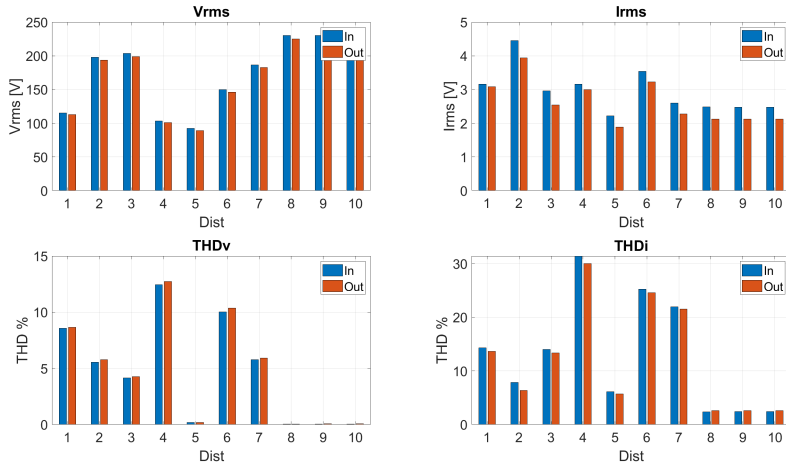 Vrms
250
200
150
100
50
0
Vrms [V]
In
Out
1 2 3 4 5 6 7 8 9 10
Dist
Irms
5
4
3
2
1
0
Irms [V]
In
Out
1 2 3 4 5 6 7 8 9 10
Dist
THDv
15
10
5
0
THD %
In
Out
1 2 3 4 5 6 7 8 9 10
Dist
THDi
30
20
10
0
THD %
In
Out
1 2 3 4 5 6 7 8 9 10
Dist